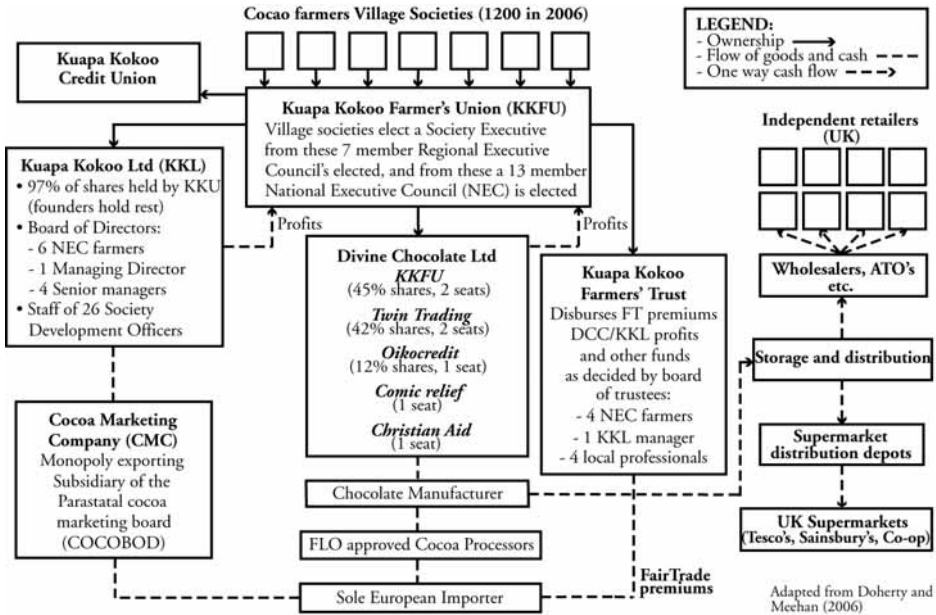 Cocao farmers Village Societies (1200 in 2006)
LEGEND:
- Ownership
- Flow of goods and cash
- One way cash flow
Kuapa Kokoo
Credit Union
Kuapa Kokoo Farmer's Union (KKFU)
Village societies elect a Society Executive
from these 7 member Regional Executive
Council's elected, and from these a 13 member
National Executive Council (NEC) is elected
Independent retailers
(UK)
Kuapa Kokoo Ltd (KKL)
• 97% of shares held by KKU
(founders hold rest)
• Board of Directors:
- 6 NEC farmers
- 1 Managing Director
- 4 Senior managers
• Staff of 26 Society
Development Officers
Profits
Profits
Divine Chocolate Ltd
KKFU
(45% shares, 2 seats)
Twin Trading
(42% shares, 2 seats)
Oikocredit
(12% shares, 1 seat)
Comic relief
(1 seat)
Christian Aid
(1 seat)
Kuapa Kokoo
Farmers' Trust
Disburses FT premiums
DCC/KKL profits
and other funds
as decided by board
of trustees:
- 4 NEC farmers
- 1 KKL manager
- 4 local professionals
Wholesalers, ATO's
etc.
Storage and distribution
Supermarket
distribution depots
UK Supermarkets
(Tesco's, Sainsbury's, Co-op)
Cocoa Marketing
Company (CMC)
Monopoly exporting
Subsidiary of the
Parastatal cocoa
marketing board
(COCOBOD)
Chocolate Manufacturer
FLO approved Cocoa Processors
Sole European Importer
FairTrade
premiums
Adapted from Doherty and
Meehan (2006)